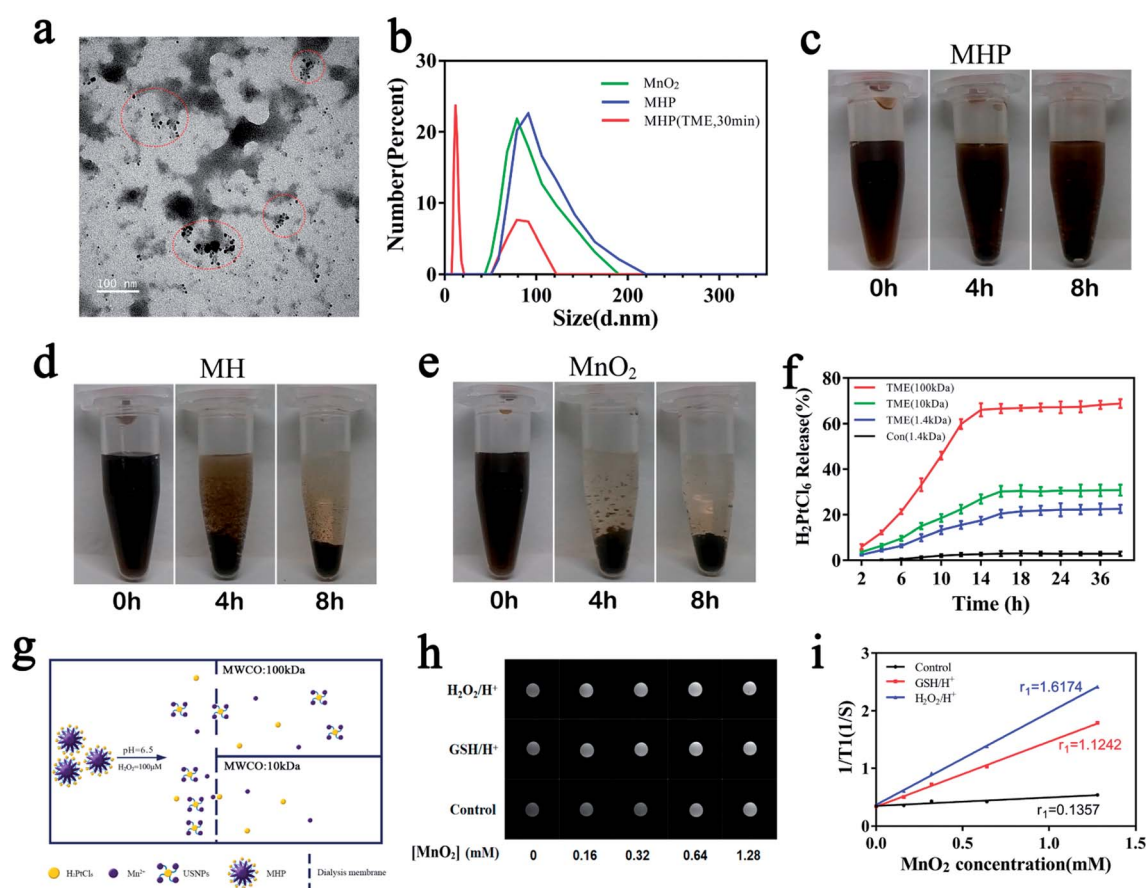 a
100 nm
b
30
20
10
0
Number(Percent)
MnO₂
MHP
MHP(TME,30min)
0
100
200
300
Size(d.nm)
c
MHP
0h
4h
8h
d
MH
0h
4h
8h
e
MnO₂
0h
4h
8h
f
80
60
40
20
0
H₂PtCl₆ Release(%)
TME(100kDa)
TME(10kDa)
TME(1.4kDa)
Con(1.4kDa)
2
6
10
14
18
24
36
Time (h)
g
MWCO:100kDa
pH=6.5
H₂O₂=100μM
MWCO:10kDa
H₂PtCl₆
Mn²⁺
USNPs
MHP
Dialysis membrane
h
H₂O₂/H⁺
GSH/H⁺
Control
[MnO₂] (mM)
0
0.16
0.32
0.64
1.28
i
3
2
1
0
1/T1(1/S)
Control
GSH/H⁺
H₂O₂/H⁺
r₁=1.6174
r₁=1.1242
r₁=0.1357
0.0
0.5
1.0
1.5
MnO₂ concentration(mM)